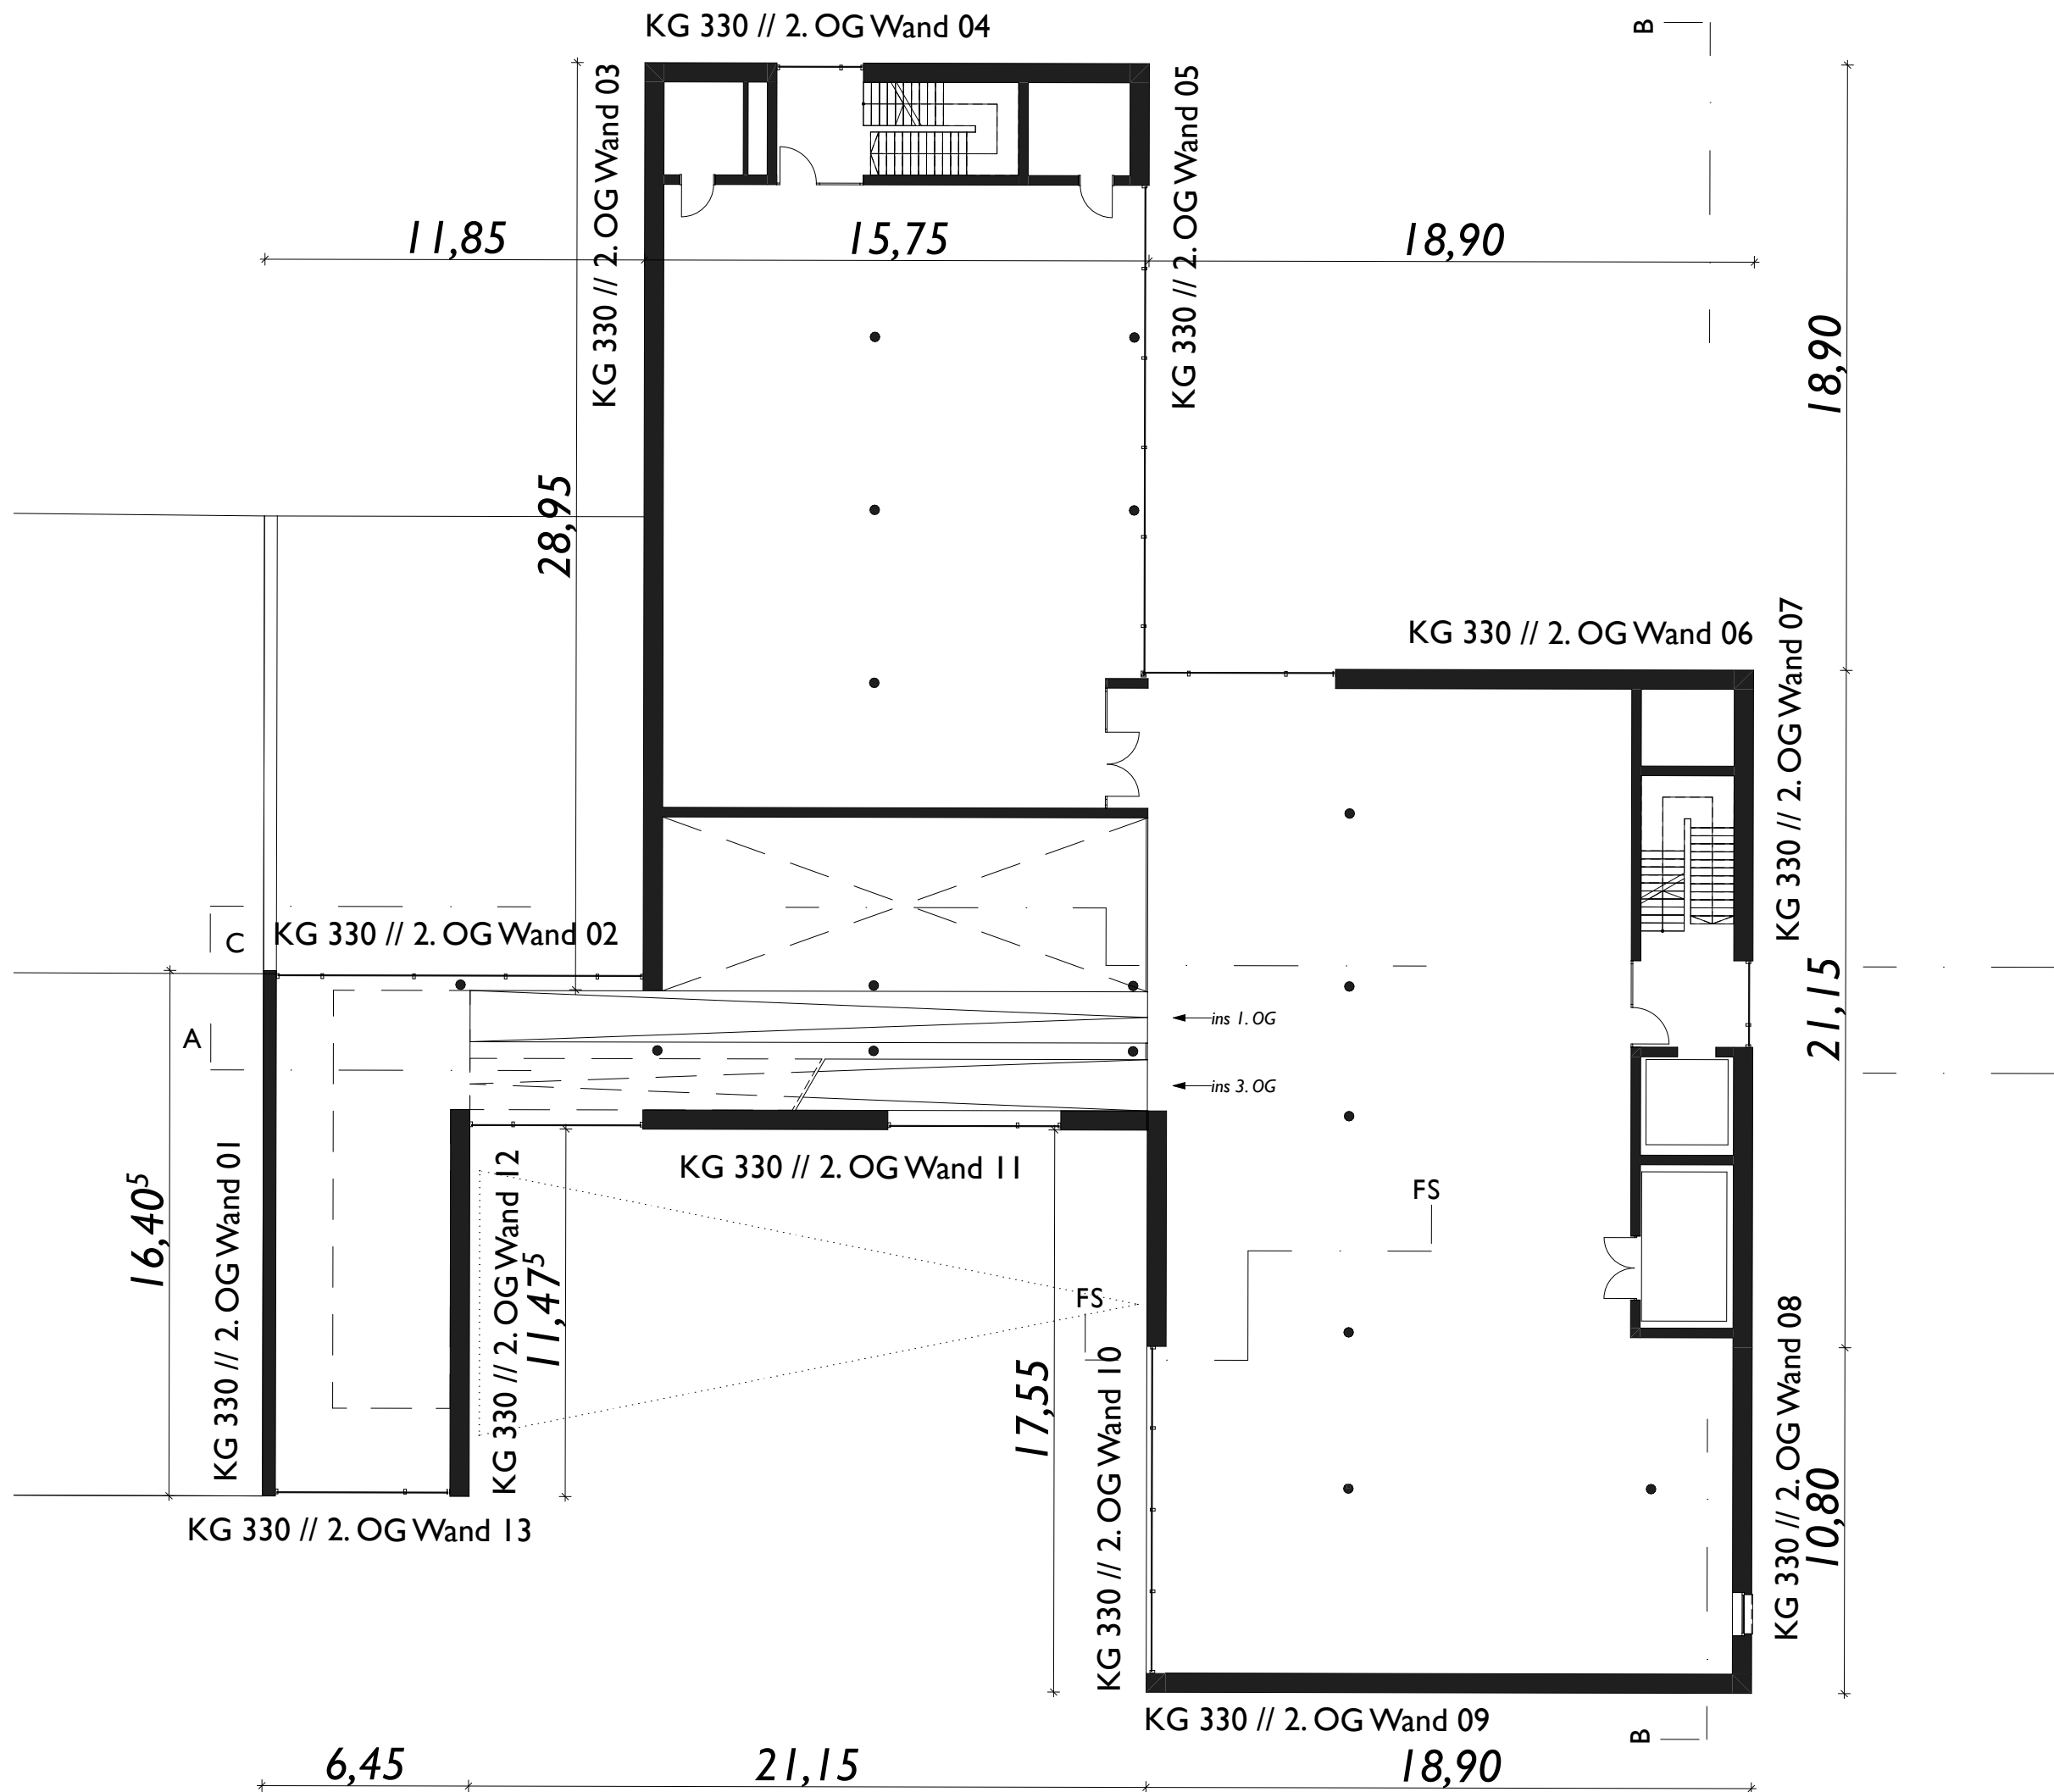 KG 330 // 2. OG Wand 04
B
KG 330 // 2. OG Wand 03
KG 330 // 2. OG Wand 05
11,85
15,75
18,90
18,90
28,95
KG 330 // 2. OG Wand 06
KG 330 // 2. OG Wand 07
KG 330 // 2. OG Wand 02
C
A
ins 1. OG
ins 3. OG
21,15
KG 330 // 2. OG Wand 11
16,40⁵
KG 330 // 2. OG Wand 01
KG 330 // 2. OG Wand 12
11,47⁵
FS
FS
17,55
KG 330 // 2. OG Wand 10
KG 330 // 2. OG Wand 08
10,80
KG 330 // 2. OG Wand 13
KG 330 // 2. OG Wand 09
B
6,45
21,15
18,90